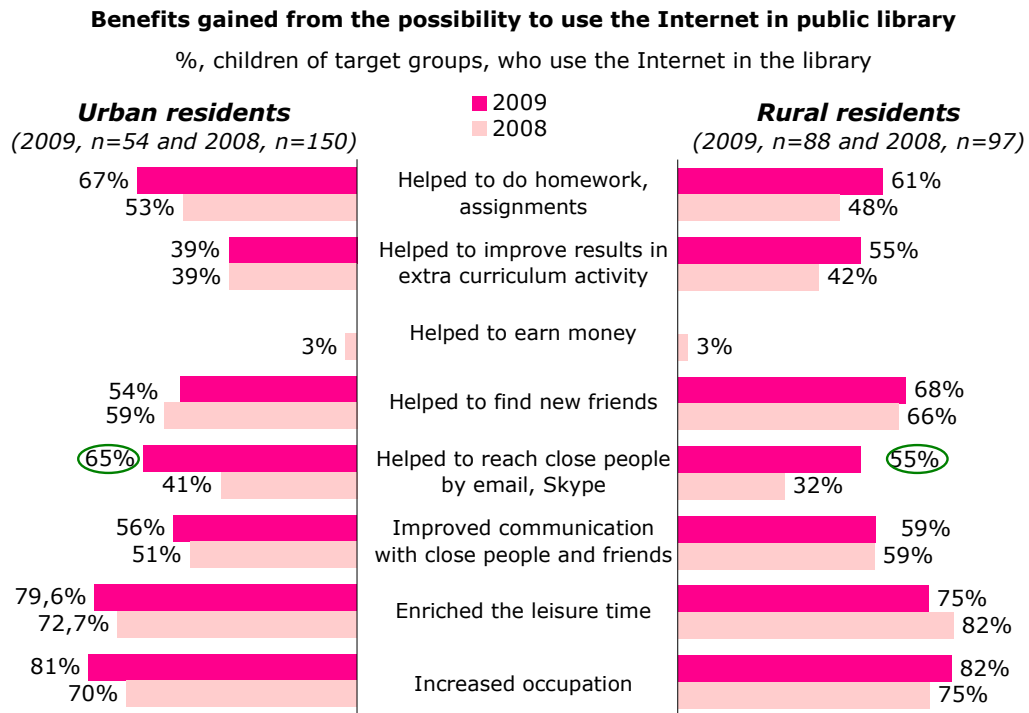 Benefits gained from the possibility to use the Internet in public library
%, children of target groups, who use the Internet in the library
Urban residents
(2009, n=54 and 2008, n=150)
2009
2008
Rural residents
(2009, n=88 and 2008, n=97)
67%
53%
Helped to do homework,
assignments
61%
48%
39%
39%
Helped to improve results in
extra curriculum activity
55%
42%
3%
Helped to earn money
3%
54%
59%
Helped to find new friends
68%
66%
65%
41%
Helped to reach close people
by email, Skype
55%
32%
56%
51%
Improved communication
with close people and friends
59%
59%
79,6%
72,7%
Enriched the leisure time
75%
82%
81%
70%
Increased occupation
82%
75%